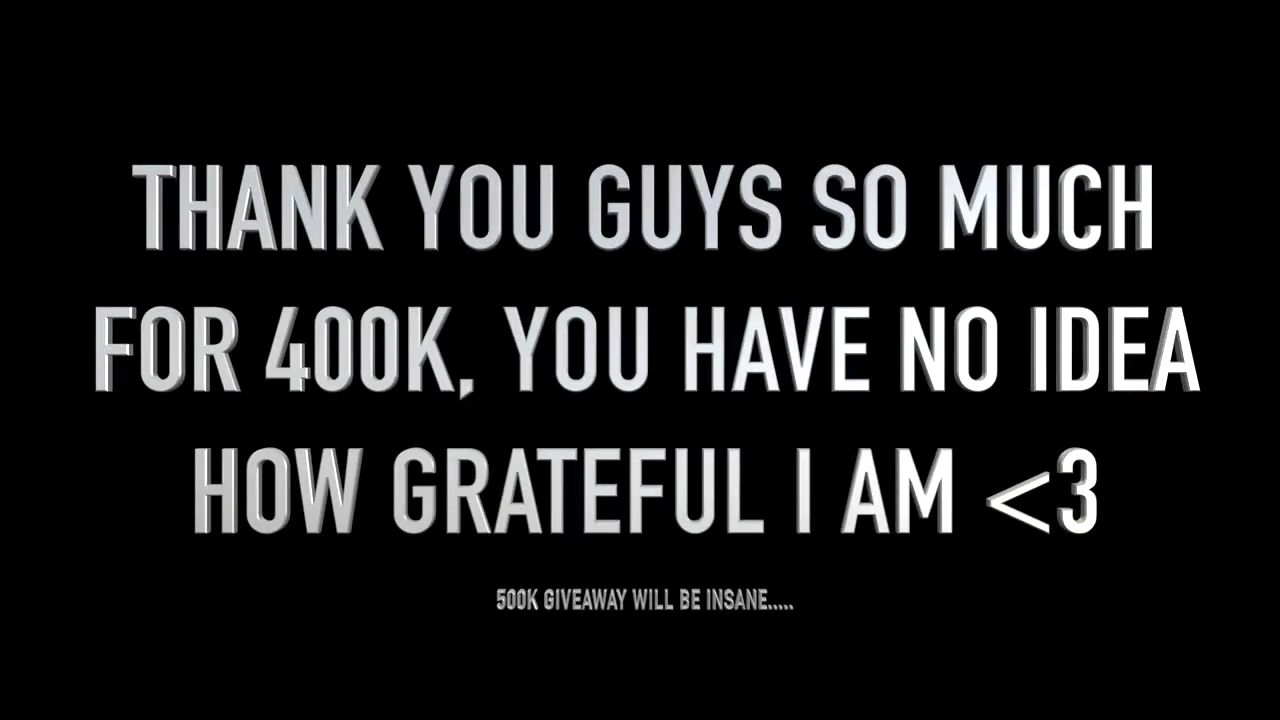 THANK YOU GUYS SO MUCH
FOR 400K, YOU HAVE NO IDEA
HOW GRATEFUL I AM <3
500K GIVEAWAY WILL BE INSANE.....